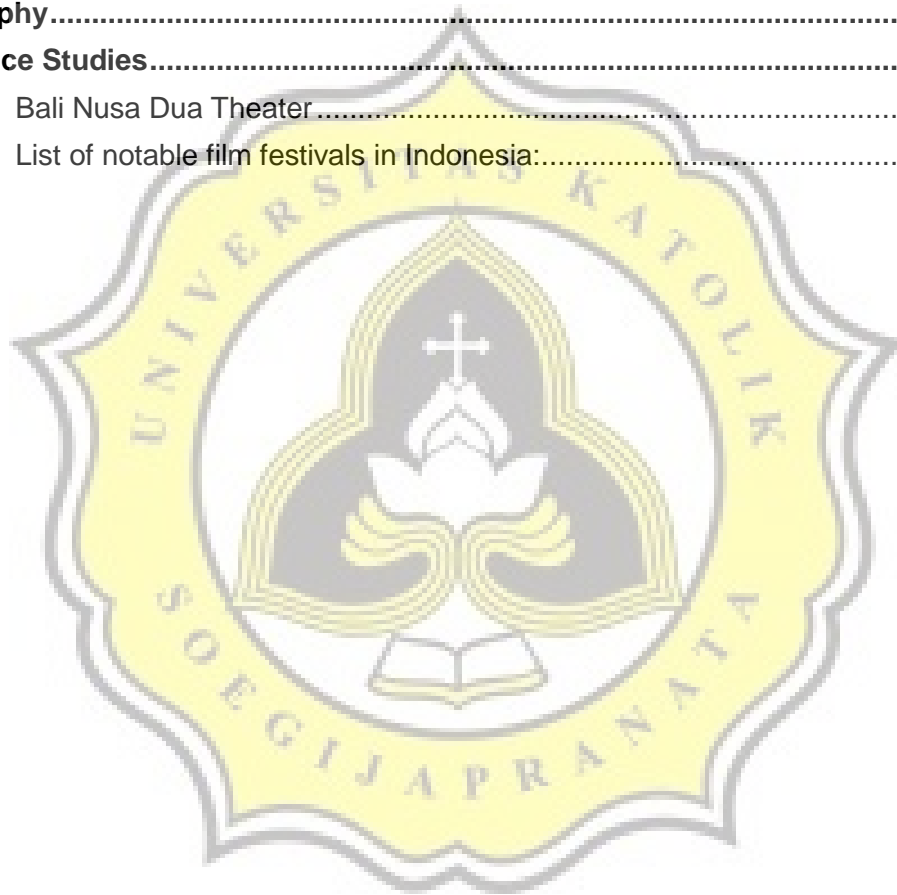 phy........................................................................................................
ce Studies............................................................................................
Bali Nusa Dua Theater.......................................................................
List of notable film festivals in Indonesia:...........................................
UNIVERSITAS KATOLIK
SOEGIJAPRANATA